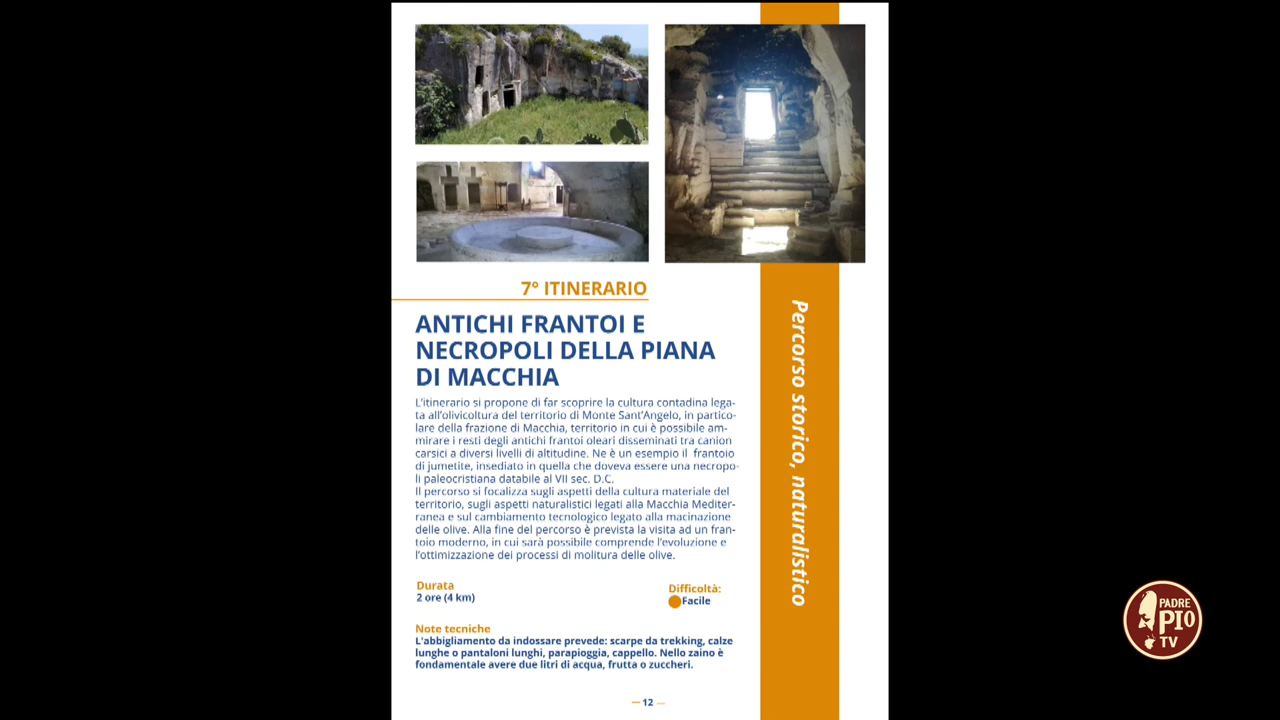 7° ITINERARIO
ANTICHI FRANTOI E
NECROPOLI DELLA PIANA
DI MACCHIA
L'itinerario si propone di far scoprire la cultura contadina lega-
ta all'olivicoltura del territorio di Monte Sant'Angelo, in partico-
lare della frazione di Macchia, territorio in cui è possibile am-
mirare i resti degli antichi frantoi oleari disseminati tra canion
carsici a diversi livelli di altitudine. Ne è un esempio il frantoio
di jumetite, insediato in quella che doveva essere una necropo-
li paleocristiana databile al VII sec. D.C.
Il percorso si focalizza sugli aspetti della cultura materiale del
territorio, sugli aspetti naturalistici legati alla Macchia Mediter-
ranea e sul cambiamento tecnologico legato alla macinazione
delle olive. Alla fine del percorso è prevista la visita ad un fran-
toio moderno, in cui sarà possibile comprende l'evoluzione e
l'ottimizzazione dei processi di molitura delle olive.
Durata
2 ore (4 km)
Difficoltà:
Facile
Note tecniche
L'abbigliamento da indossare prevede: scarpe da trekking, calze
lunghe o pantaloni lunghi, parapioggia, cappello. Nello zaino è
fondamentale avere due litri di acqua, frutta o zuccheri.
— 12 —
Percorso storico, naturalistico
PADRE
PIO
TV